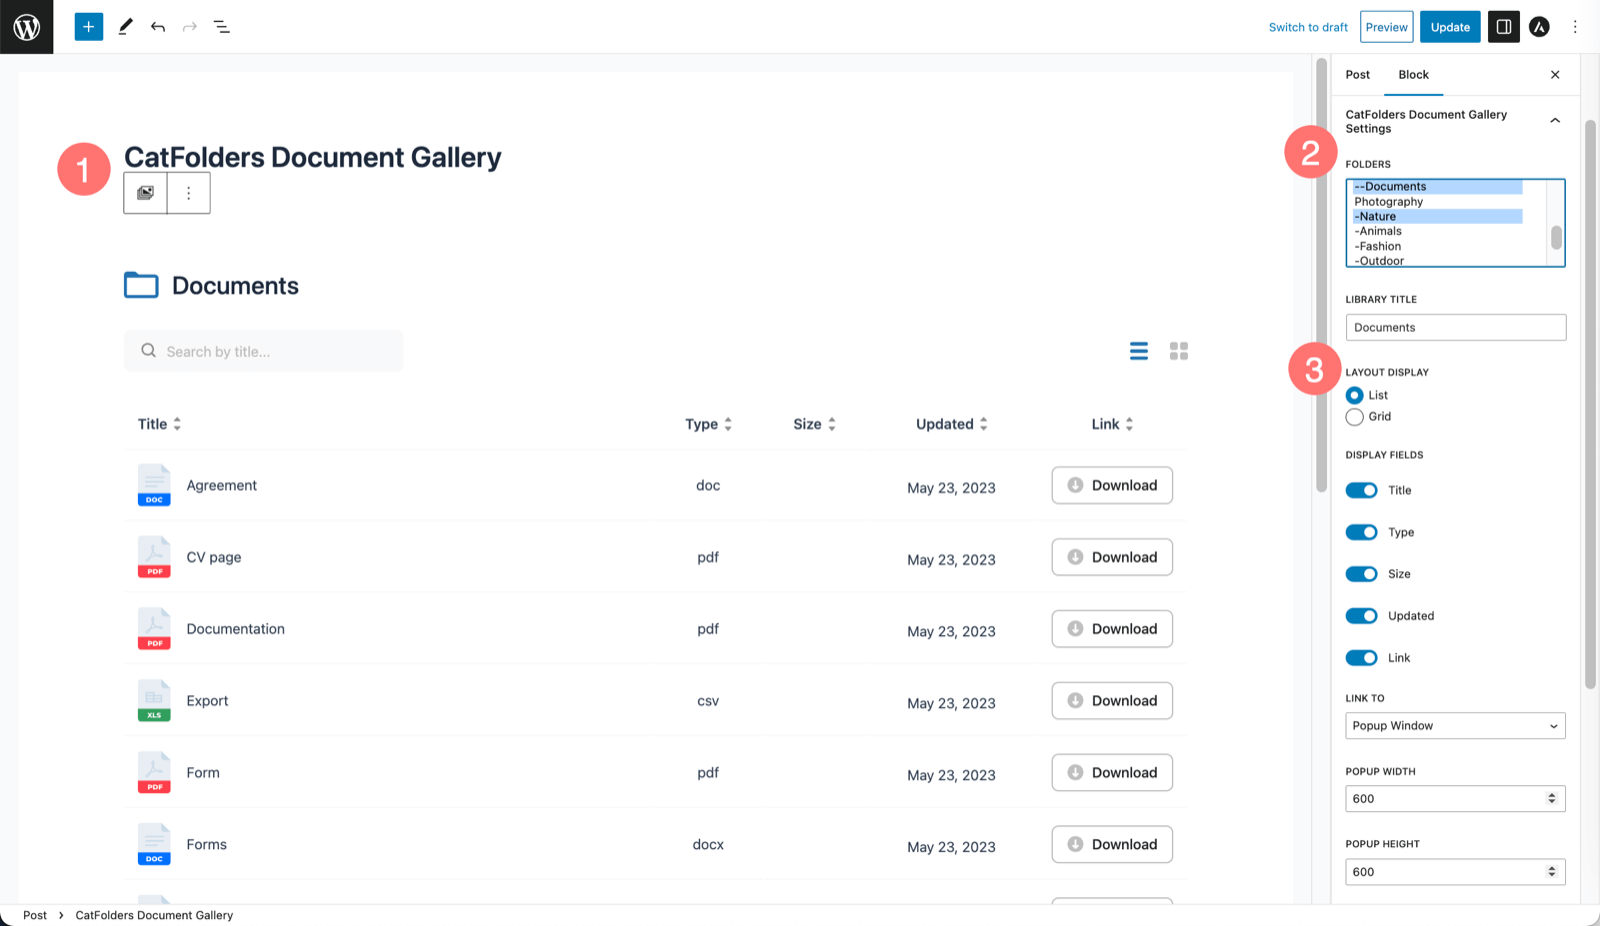 Switch to draft
Preview
Update
Post
Block
CatFolders Document Gallery
Settings
1
CatFolders Document Gallery
2
FOLDERS
--Documents
Photography
-Nature
-Animals
-Fashion
-Outdoor
Documents
LIBRARY TITLE
Documents
Search by title...
3
LAYOUT DISPLAY
List
Grid
Title
Type
Size
Updated
Link
DISPLAY FIELDS
Title
Type
Size
Updated
Link
DOC
Agreement
doc
May 23, 2023
Download
PDF
CV page
pdf
May 23, 2023
Download
PDF
Documentation
pdf
May 23, 2023
Download
XLS
Export
csv
May 23, 2023
Download
PDF
Form
pdf
May 23, 2023
Download
DOC
Forms
docx
May 23, 2023
Download
LINK TO
Popup Window
POPUP WIDTH
600
POPUP HEIGHT
600
Post
CatFolders Document Gallery